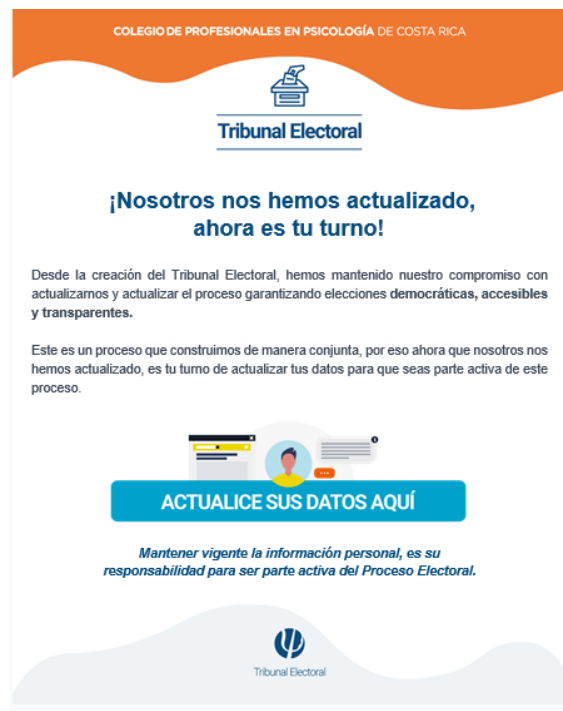 COLEGIO DE PROFESIONALES EN PSICOLOGÍA DE COSTA RICA
Tribunal Electoral
¡Nosotros nos hemos actualizado,
ahora es tu turno!
Desde la creación del Tribunal Electoral, hemos mantenido nuestro compromiso con
actualizarnos y actualizar el proceso garantizando elecciones democráticas, accesibles
y transparentes.
Este es un proceso que construimos de manera conjunta, por eso ahora que nosotros nos
hemos actualizado, es tu turno de actualizar tus datos para que seas parte activa de este
proceso.
ACTUALICE SUS DATOS AQUÍ
Mantener vigente la información personal, es su
responsabilidad para ser parte activa del Proceso Electoral.
Tribunal Electoral